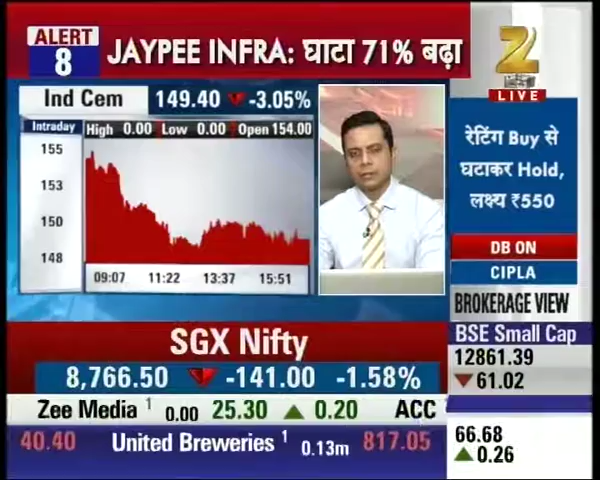 ALERT
8
JAYPEE INFRA: घाटा 71% बढ़ा
LIVE
Ind Cem 149.40 -3.05%
Intraday High 0.00 Low 0.00 Open 154.00
155
153
150
148
09:07 11:22 13:37 15:51
रेटिंग Buy से
घटाकर Hold,
लक्ष्य ₹550
DB ON
CIPLA
BROKERAGE VIEW
SGX Nifty
8,766.50 -141.00 -1.58%
BSE Small Cap
12861.39
61.02
Zee Media 1 0.00 25.30 0.20 ACC
40.40 United Breweries 1 0.13m 817.05
66.68
0.26